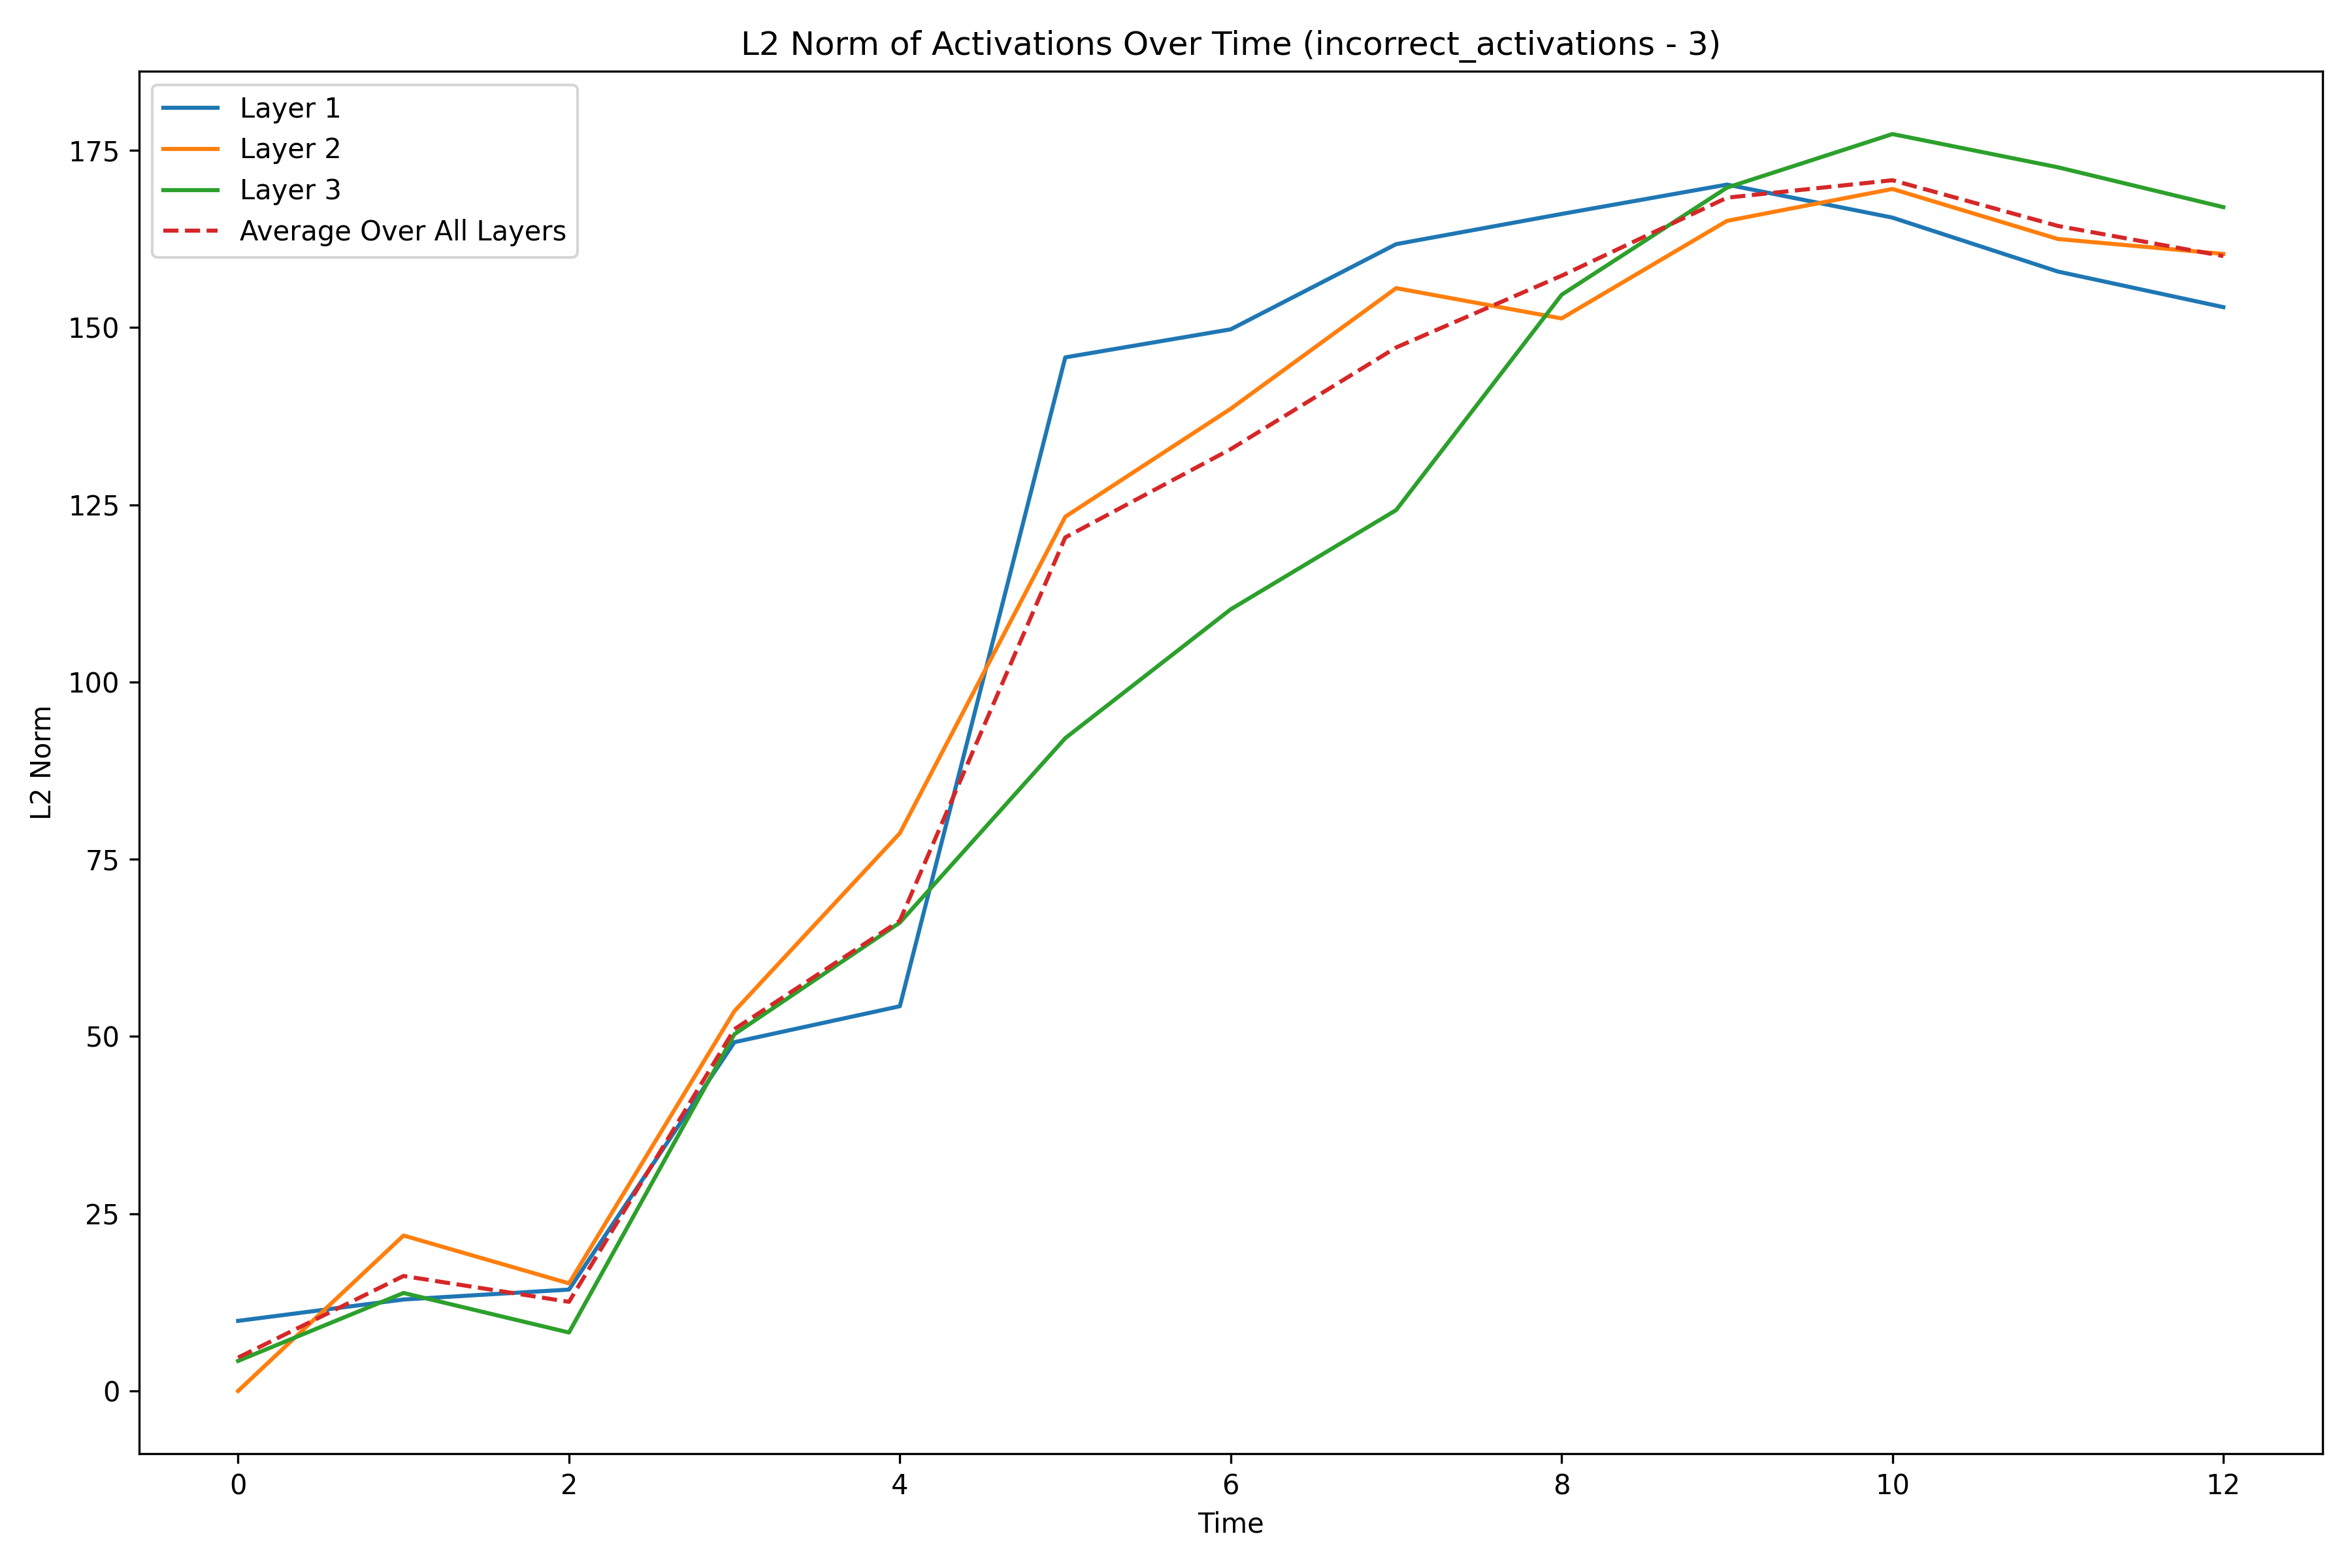 L2 Norm of Activations Over Time (incorrect_activations - 3)
Layer 1
Layer 2
Layer 3
Average Over All Layers
175
150
125
100
75
50
25
0
L2 Norm
0 2 4 6 8 10 12
Time